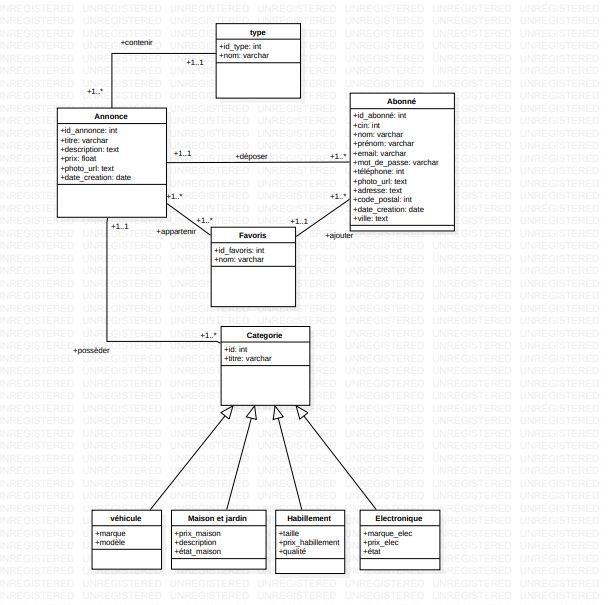 UNREGISTERED
type
+id_type: int
+nom: varchar
+contenir
+1..1
+1..*
Annonce
+id_annonce: int
+titre: varchar
+description: text
+prix: float
+photo_url: text
+date_creation: date
Abonné
+id_abonné: int
+cin: int
+nom: varchar
+prénom: varchar
+email: varchar
+mot_de_passe: varchar
+téléphone: int
+photo_url: text
+adresse: text
+code_postal: int
+date_creation: date
+ville: text
+1..1
+déposer
+1..*
+1..*
+appartenir
+1..*
Favoris
+id_favoris: int
+nom: varchar
+1..1
+ajouter
+1..*
+1..1
+possèder
+1..*
Categorie
+id: int
+titre: varchar
véhicule
+marque
+modèle
Maison et jardin
+prix_maison
+description
+état_maison
Habillement
+taille
+prix_habillement
+qualité
Electronique
+marque_elec
+prix_elec
+état